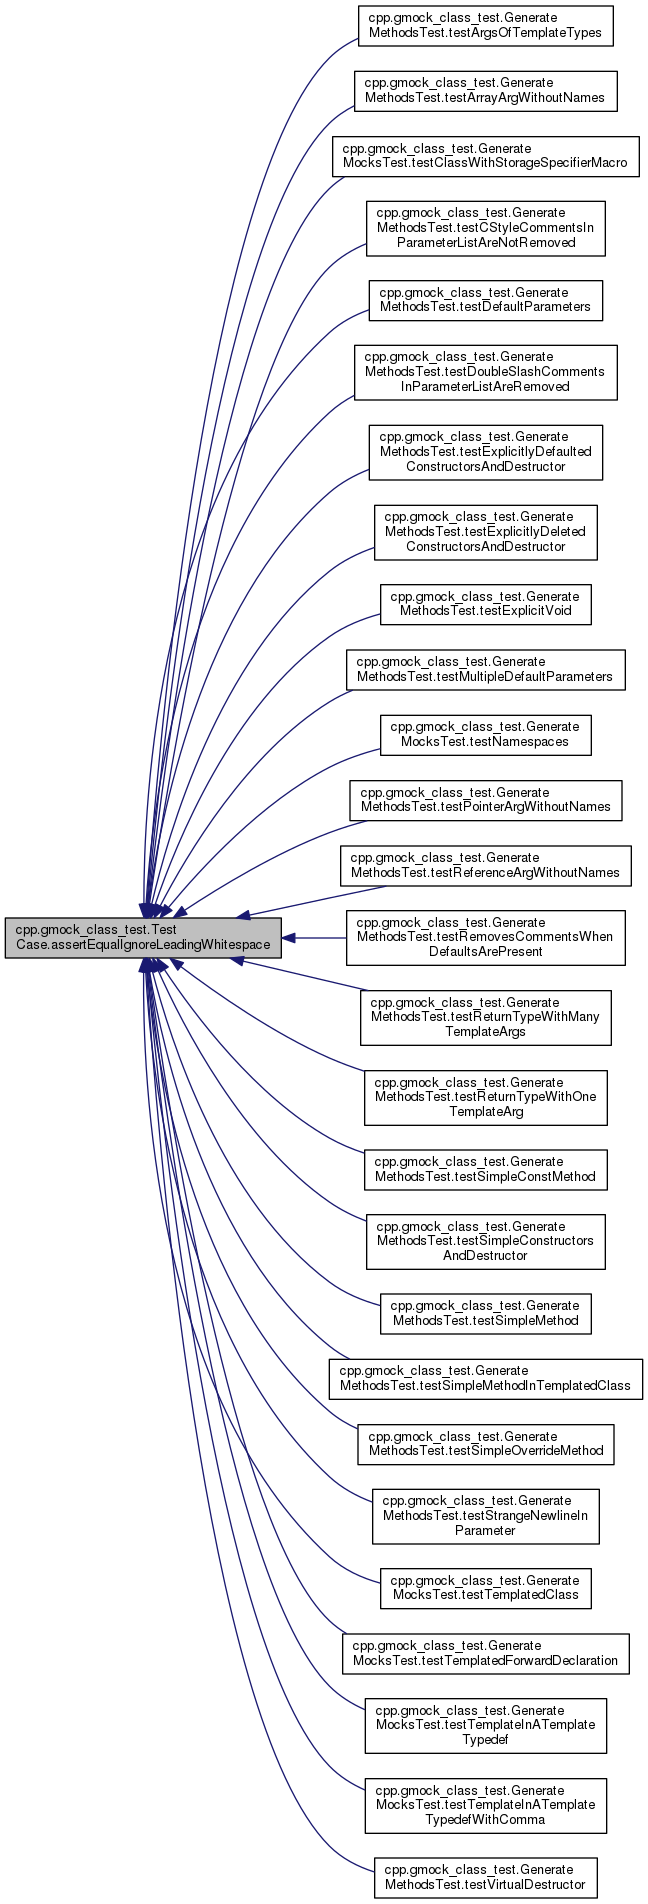 cpp.gmock_class_test.Generate
MethodsTest.testArgsOfTemplateTypes
cpp.gmock_class_test.Generate
MethodsTest.testArrayArgWithoutNames
cpp.gmock_class_test.Generate
MocksTest.testClassWithStorageSpecifierMacro
cpp.gmock_class_test.Generate
MethodsTest.testCStyleCommentsIn
ParameterListAreNotRemoved
cpp.gmock_class_test.Generate
MethodsTest.testDefaultParameters
cpp.gmock_class_test.Generate
MethodsTest.testDoubleSlashComments
InParameterListAreRemoved
cpp.gmock_class_test.Generate
MethodsTest.testExplicitlyDefaulted
ConstructorsAndDestructor
cpp.gmock_class_test.Generate
MethodsTest.testExplicitlyDeleted
ConstructorsAndDestructor
cpp.gmock_class_test.Generate
MethodsTest.testExplicitVoid
cpp.gmock_class_test.Generate
MethodsTest.testMultipleDefaultParameters
cpp.gmock_class_test.Generate
MocksTest.testNamespaces
cpp.gmock_class_test.Generate
MethodsTest.testPointerArgWithoutNames
cpp.gmock_class_test.Generate
MethodsTest.testReferenceArgWithoutNames
cpp.gmock_class_test.Test
Case.assertEqualIgnoreLeadingWhitespace
cpp.gmock_class_test.Generate
MethodsTest.testRemovesCommentsWhen
DefaultsArePresent
cpp.gmock_class_test.Generate
MethodsTest.testReturnTypeWithMany
TemplateArgs
cpp.gmock_class_test.Generate
MethodsTest.testReturnTypeWithOne
TemplateArg
cpp.gmock_class_test.Generate
MethodsTest.testSimpleConstMethod
cpp.gmock_class_test.Generate
MethodsTest.testSimpleConstructors
AndDestructor
cpp.gmock_class_test.Generate
MethodsTest.testSimpleMethod
cpp.gmock_class_test.Generate
MethodsTest.testSimpleMethodInTemplatedClass
cpp.gmock_class_test.Generate
MethodsTest.testSimpleOverrideMethod
cpp.gmock_class_test.Generate
MethodsTest.testStrangeNewlineIn
Parameter
cpp.gmock_class_test.Generate
MocksTest.testTemplatedClass
cpp.gmock_class_test.Generate
MocksTest.testTemplatedForwardDeclaration
cpp.gmock_class_test.Generate
MocksTest.testTemplateInATemplate
Typedef
cpp.gmock_class_test.Generate
MocksTest.testTemplateInATemplate
TypedefWithComma
cpp.gmock_class_test.Generate
MethodsTest.testVirtualDestructor